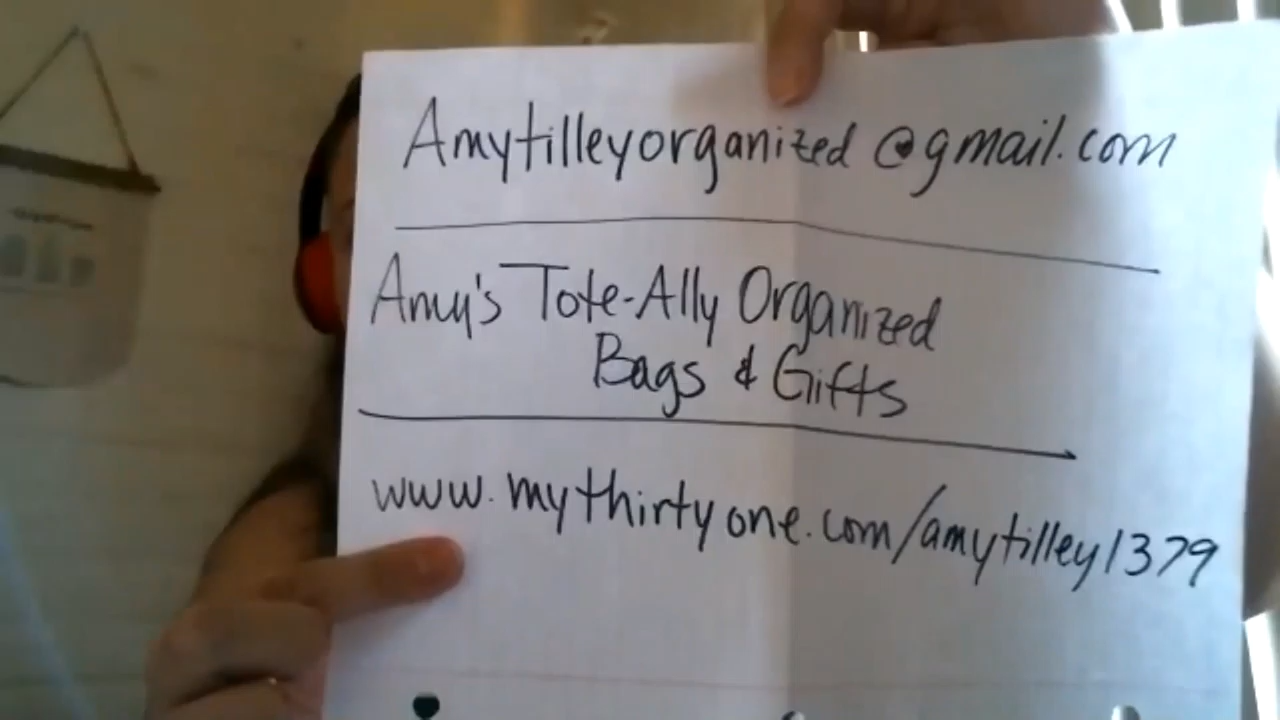 Amytilleyorganized @gmail.com
Amy's Tote-Ally Organized
Bags & Gifts
www.mythirtyone.com/amytilley1379